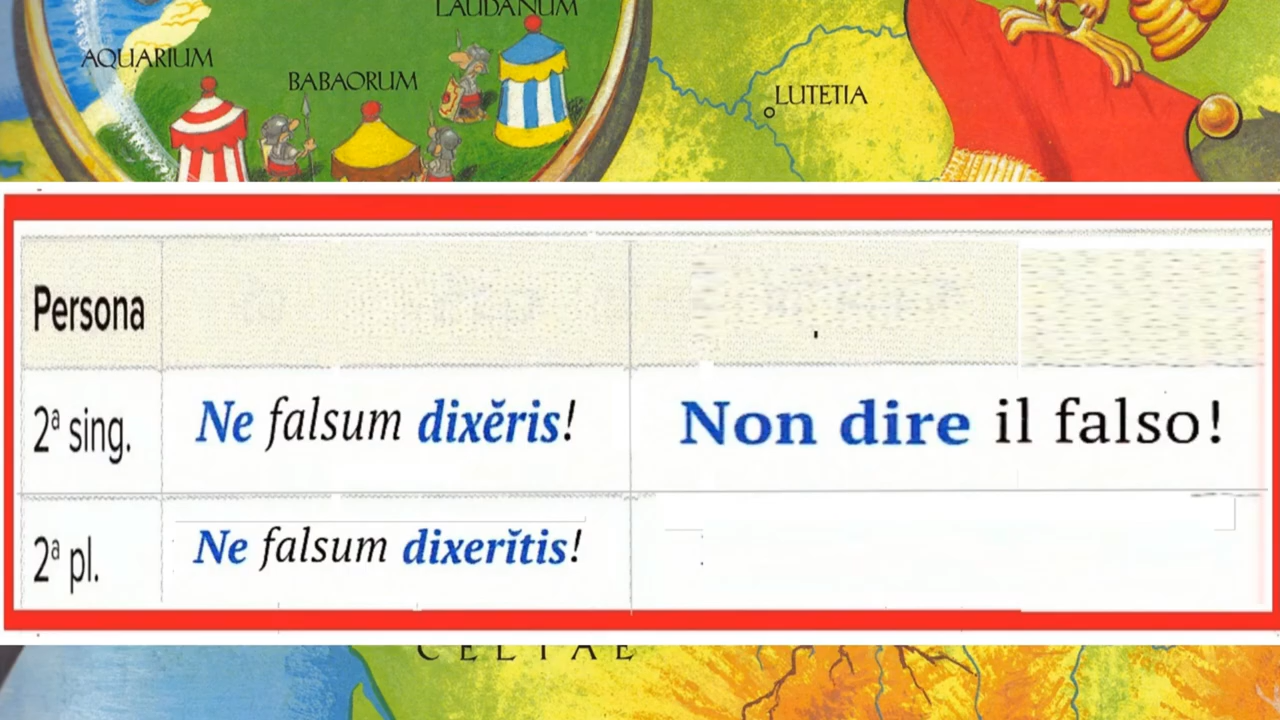 LAUDANUM
AQUARIUM
BABAORUM
LUTETIA
Persona
2ª sing. Ne falsum dixĕris! Non dire il falso!
2ª pl. Ne falsum dixerĭtis!
CELTAE